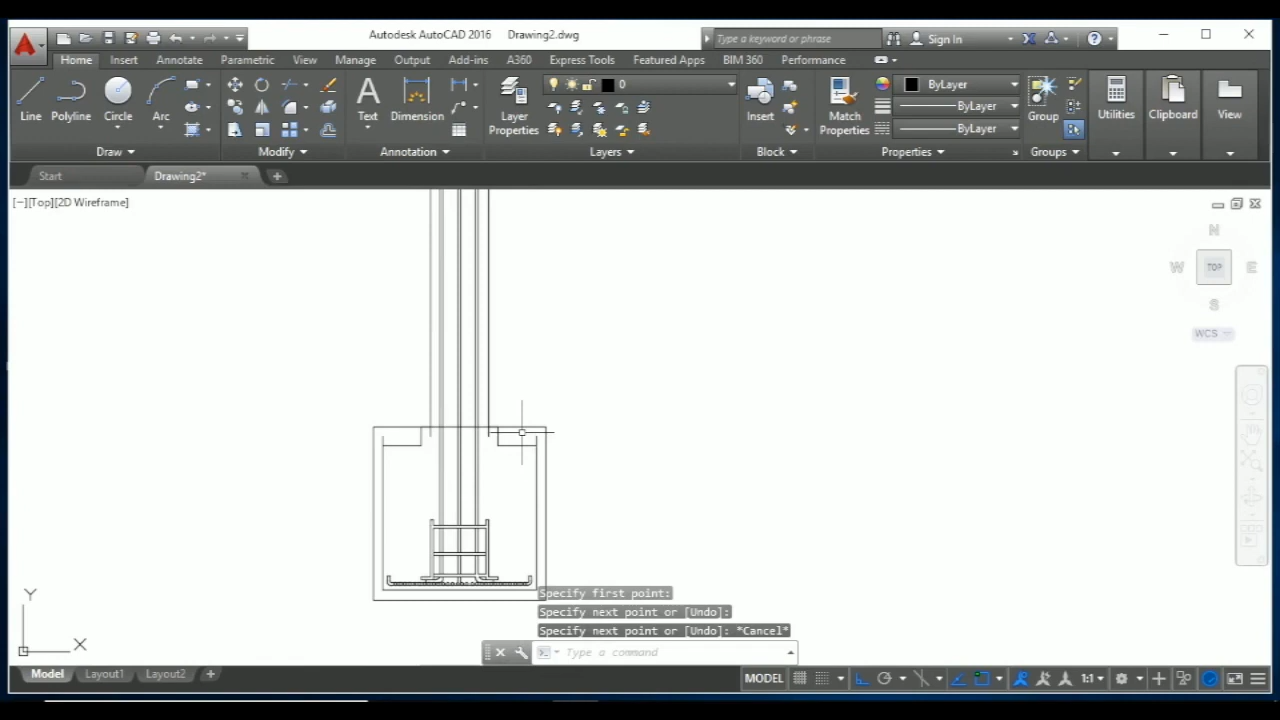 Autodesk AutoCAD 2016 Drawing2.dwg
Type a keyword or phrase
Sign In
Home Insert Annotate Parametric View Manage Output Add-ins A360 Express Tools Featured Apps BIM 360 Performance
Line Polyline Circle Arc
Text Dimension
Layer Properties
0
Insert
Match Properties
ByLayer
ByLayer
ByLayer
Group Utilities Clipboard View
Draw Modify Annotation Layers Block Properties Groups
Start Drawing2*
[−][Top][2D Wireframe]
N
W TOP E
S
WCS
Y
X
Specify first point:
Specify next point or [Undo]:
Specify next point or [Undo]: *Cancel*
Type a command
Model Layout1 Layout2
MODEL 1:1